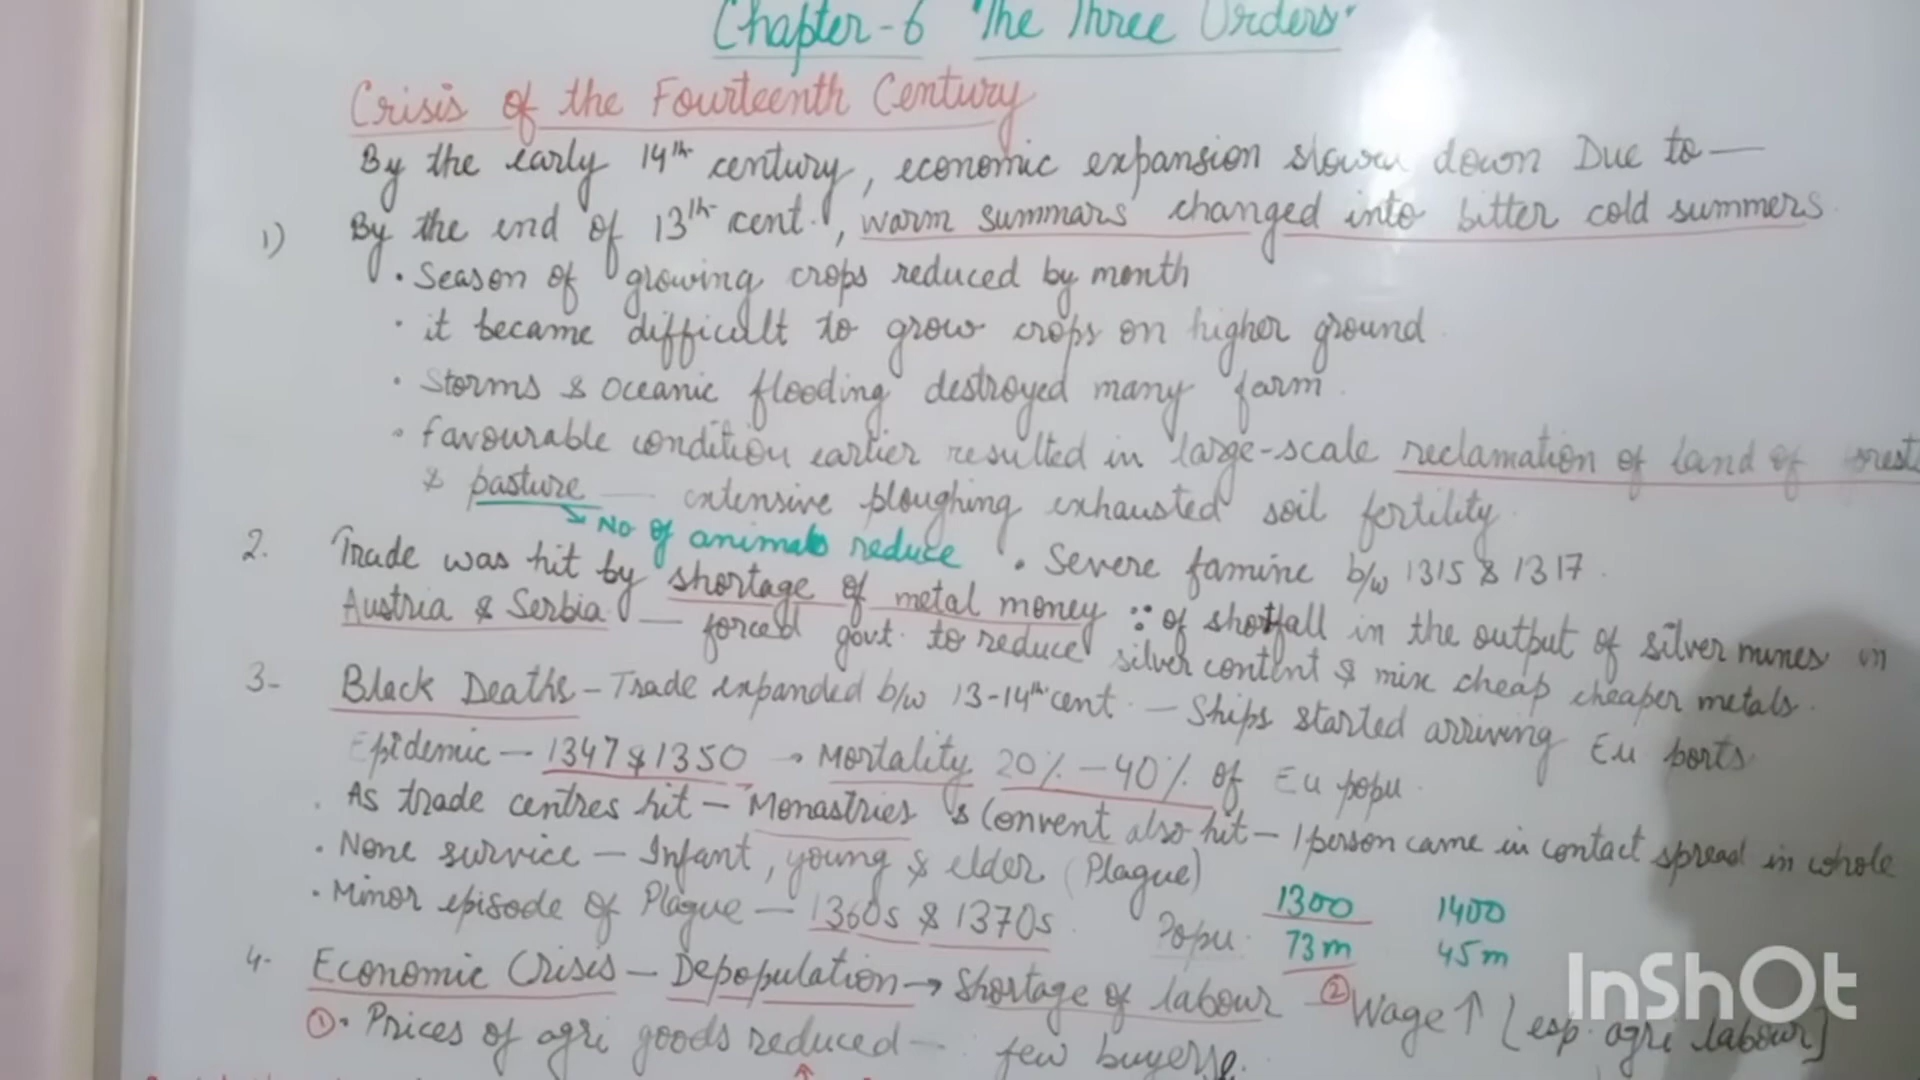 Chapter-6 "The Three Orders"
Crisis of the Fourteenth Century
By the early 14th century, economic expansion slown down Due to —
1) By the end of 13th cent., warm summars changed into bitter cold summers
• Season of growing crops reduced by month
• it became difficult to grow crops on higher ground
• Storms & Oceanic flooding destroyed many farm.
• favourable condition earlier resulted in large-scale reclamation of land of forest
& pasture — extensive ploughing exhausted soil fertility
↘ No of animals reduce • Severe famine b/w 1315 & 1317.
2. Trade was hit by shortage of metal money ∵ of shortfall in the output of silver mines in
Austria & Serbia — forced govt. to reduce silver content & mix cheap cheaper metals.
3- Black Deaths – Trade expanded b/w 13-14th cent. — Ships started arriving Eu ports
Epidemic — 1347 & 1350 → Mortality 20% – 40% of Eu popu.
. As trade centres hit – Monastries & Convent also hit – 1 person came in contact spread in whole
• None survice – Infant, young & elder (Plague)
• Minor episode of Plague – 1360s & 1370s
Popu. 1300 1400
73m 45m
4- Economic Crises – Depopulation → Shortage of labour ② Wage ↑ [esp. agri labour]
① • Prices of agri goods reduced – few buyers.
InShOt